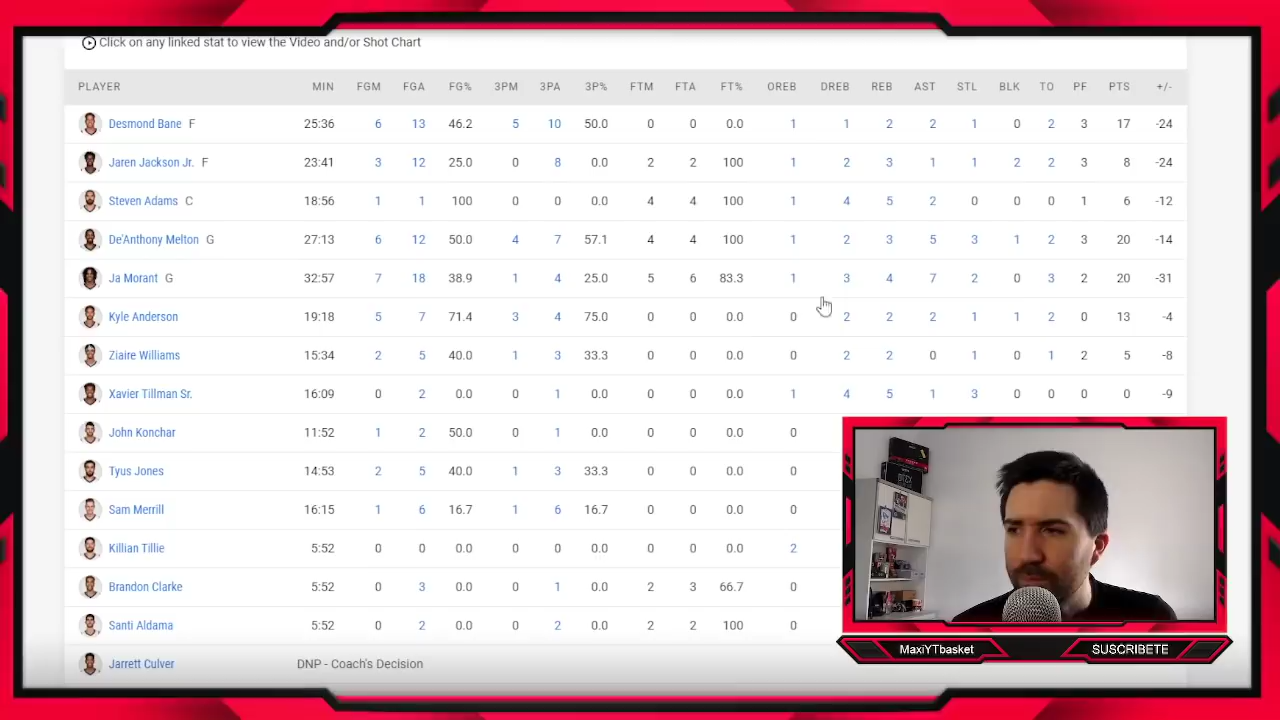 Click on any linked stat to view the Video and/or Shot Chart
PLAYER MIN FGM FGA FG% 3PM 3PA 3P% FTM FTA FT% OREB DREB REB AST STL BLK TO PF PTS +/-
Desmond Bane F 25:36 6 13 46.2 5 10 50.0 0 0 0.0 1 1 2 2 1 0 2 3 17 -24
Jaren Jackson Jr. F 23:41 3 12 25.0 0 8 0.0 2 2 100 1 2 3 1 1 2 2 3 8 -24
Steven Adams C 18:56 1 1 100 0 0 0.0 4 4 100 1 4 5 2 0 0 0 1 6 -12
De'Anthony Melton G 27:13 6 12 50.0 4 7 57.1 4 4 100 1 2 3 5 3 1 2 3 20 -14
Ja Morant G 32:57 7 18 38.9 1 4 25.0 5 6 83.3 1 3 4 7 2 0 3 2 20 -31
Kyle Anderson 19:18 5 7 71.4 3 4 75.0 0 0 0.0 0 2 2 2 1 1 2 0 13 -4
Ziaire Williams 15:34 2 5 40.0 1 3 33.3 0 0 0.0 0 2 2 0 1 0 1 2 5 -8
Xavier Tillman Sr. 16:09 0 2 0.0 0 1 0.0 0 0 0.0 1 4 5 1 3 0 0 0 0 -9
John Konchar 11:52 1 2 50.0 0 1 0.0 0 0 0.0 0
Tyus Jones 14:53 2 5 40.0 1 3 33.3 0 0 0.0 0
Sam Merrill 16:15 1 6 16.7 1 6 16.7 0 0 0.0 0
Killian Tillie 5:52 0 0 0.0 0 0 0.0 0 0 0.0 2
Brandon Clarke 5:52 0 3 0.0 0 1 0.0 2 3 66.7 0
Santi Aldama 5:52 0 2 0.0 0 2 0.0 2 2 100 0
Jarrett Culver DNP - Coach's Decision
MaxiYTbasket SUSCRIBETE